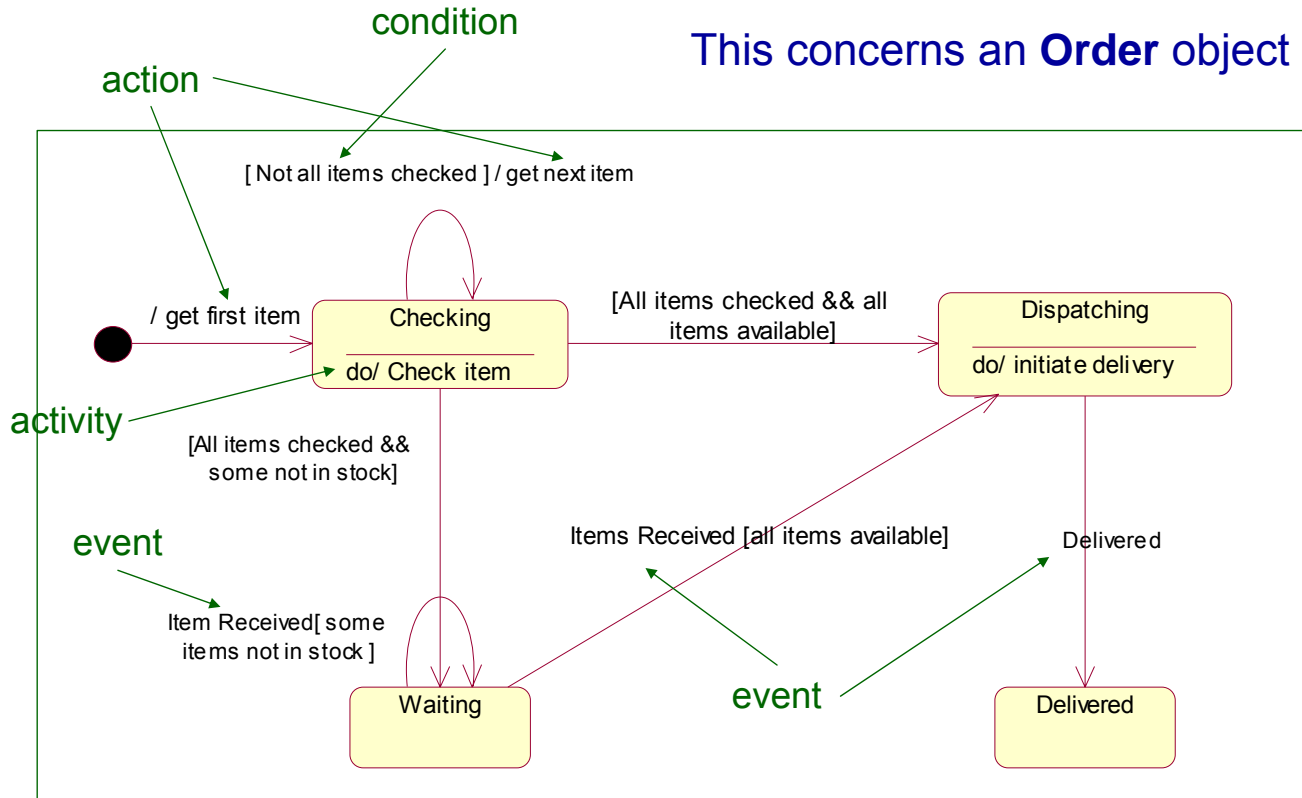 condition
This concerns an Order object
action
[ Not all items checked ] / get next item
/ get first item
Checking
do/ Check item
[All items checked && all
items available]
Dispatching
do/ initiate delivery
activity
[All items checked &&
some not in stock]
event
Items Received [all items available]
Delivered
Item Received[ some
items not in stock ]
event
Waiting
Delivered